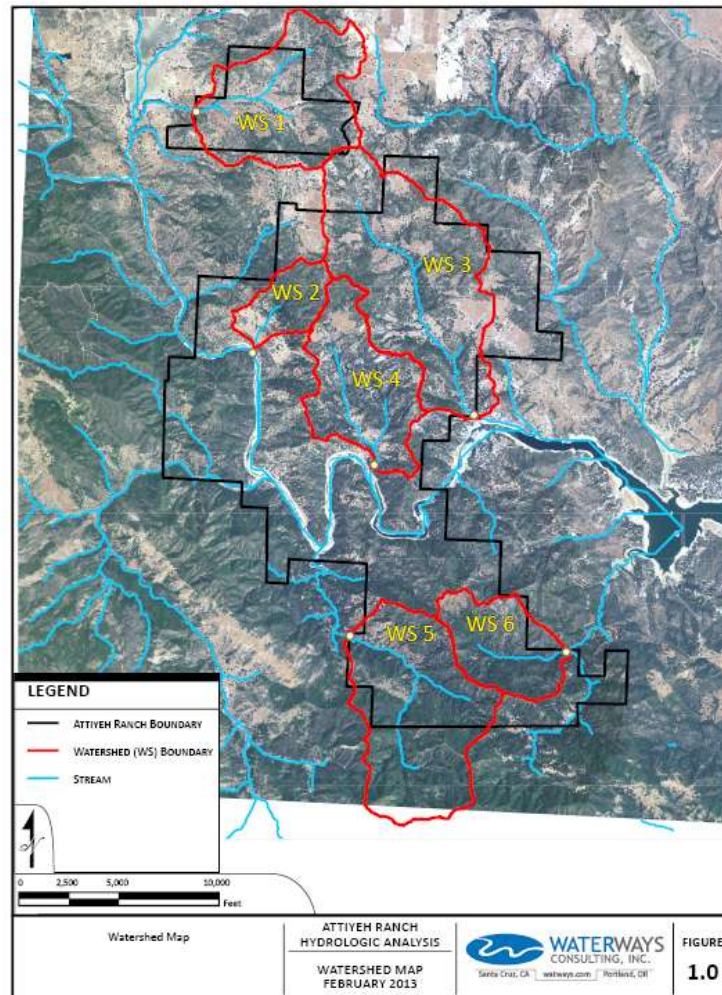 WS 1
WS 3
WS 2
WS 4
WS 5
WS 6
LEGEND
ATTIYEH RANCH BOUNDARY
WATERSHED (WS) BOUNDARY
STREAM
N
0 2,500 5,000 10,000
Feet
Watershed Map
ATTIYEH RANCH
HYDROLOGIC ANALYSIS
WATERSHED MAP
FEBRUARY 2013
WATERWAYS
CONSULTING, INC.
Santa Cruz, CA watways.com Portland, OR
FIGURE
1.0